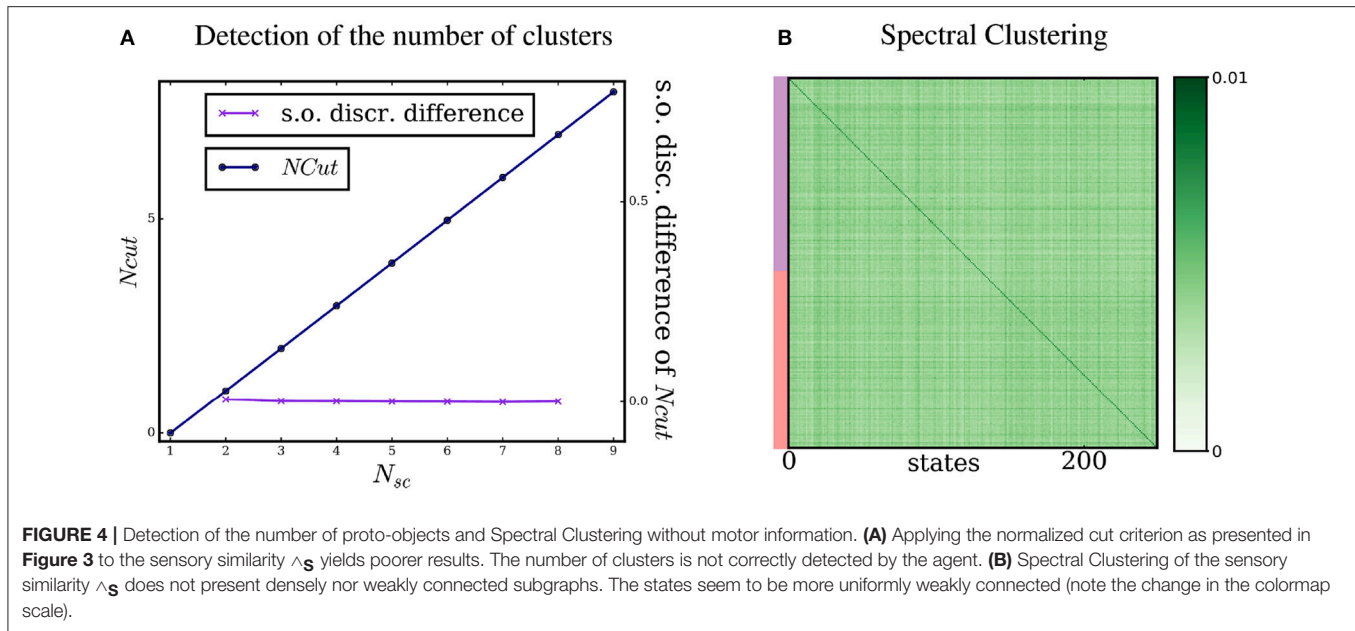 A Detection of the number of clusters
s.o. discr. difference
NCut
Ncut
5
0
s.o. disc. difference of Ncut
0.5
0.0
1 2 3 4 5 6 7 8 9
N_sc
B Spectral Clustering
0 states 200
0.01
0
FIGURE 4 | Detection of the number of proto-objects and Spectral Clustering without motor information. (A) Applying the normalized cut criterion as presented in
Figure 3 to the sensory similarity ∧S yields poorer results. The number of clusters is not correctly detected by the agent. (B) Spectral Clustering of the sensory
similarity ∧S does not present densely nor weakly connected subgraphs. The states seem to be more uniformly weakly connected (note the change in the colormap
scale).